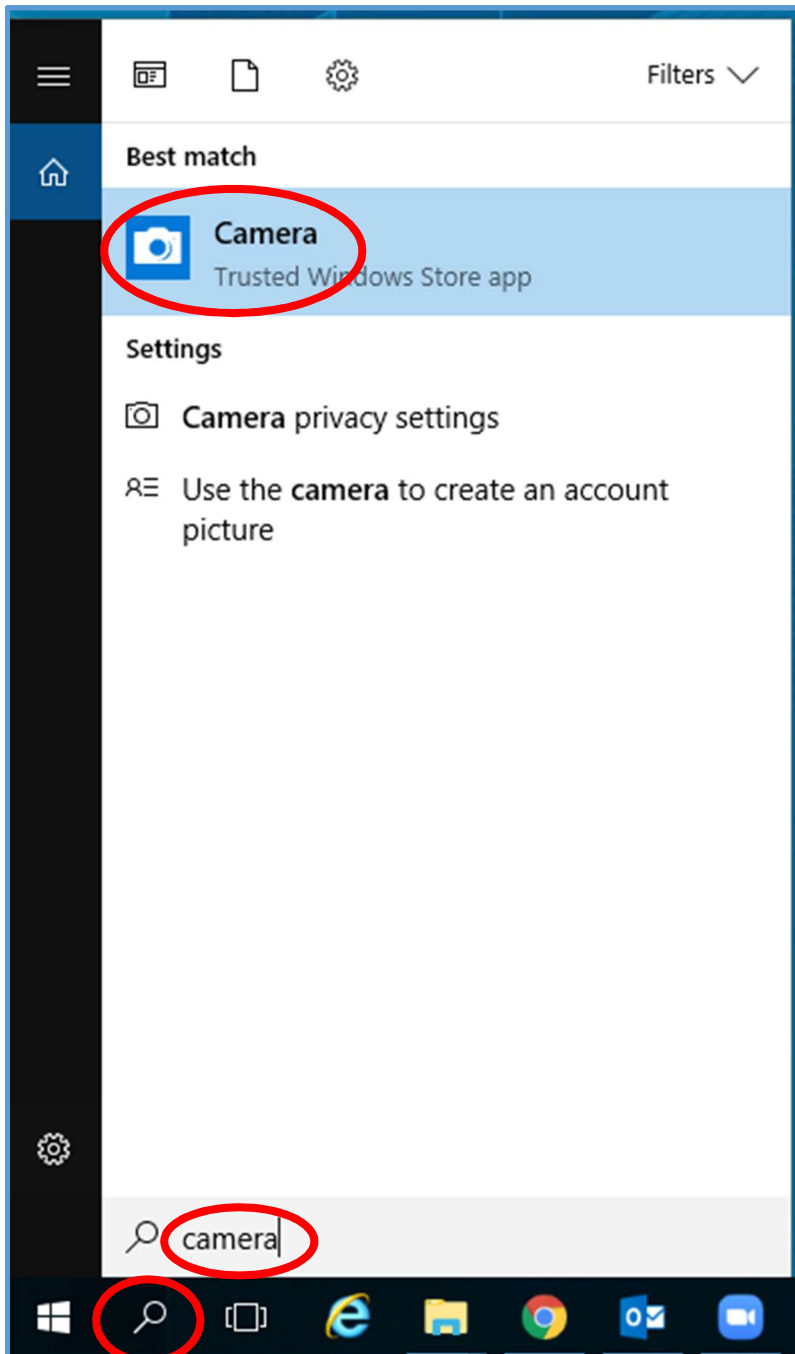 Filters
Best match
Camera
Trusted Windows Store app
Settings
Camera privacy settings
Use the camera to create an account
picture
camera